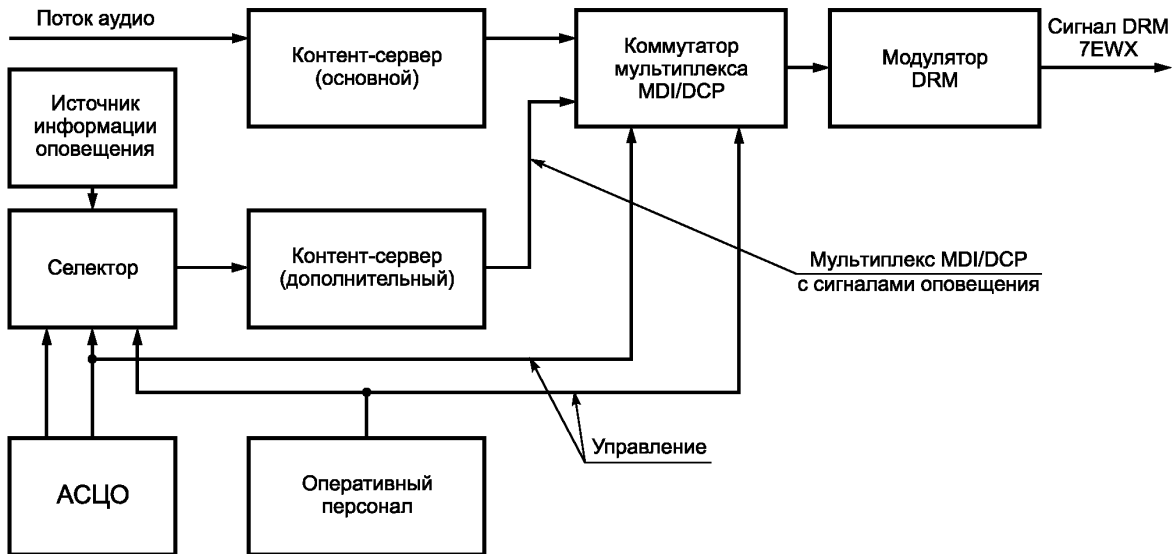 Поток аудио
Контент-сервер
(основной)
Коммутатор
мультиплекса
MDI/DCP
Модулятор
DRM
Сигнал DRM
7EWX
Источник
информации
оповещения
Селектор
Контент-сервер
(дополнительный)
Мультиплекс MDI/DCP
с сигналами оповещения
Управление
АСЦО
Оперативный
персонал